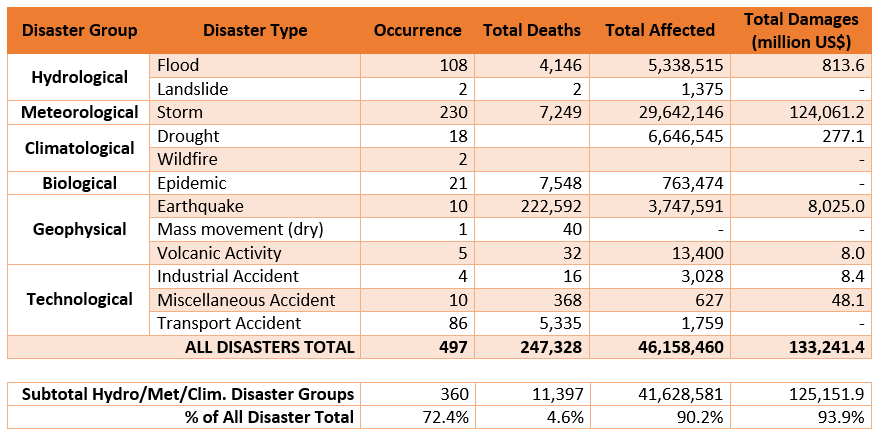 Disaster Group Disaster Type Occurrence Total Deaths Total Affected Total Damages (million US$)
Hydrological Flood 108 4,146 5,338,515 813.6
Landslide 2 2 1,375 -
Meteorological Storm 230 7,249 29,642,146 124,061.2
Climatological Drought 18 6,646,545 277.1
Wildfire 2 -
Biological Epidemic 21 7,548 763,474 -
Geophysical Earthquake 10 222,592 3,747,591 8,025.0
Mass movement (dry) 1 40 - -
Volcanic Activity 5 32 13,400 8.0
Technological Industrial Accident 4 16 3,028 8.4
Miscellaneous Accident 10 368 627 48.1
Transport Accident 86 5,335 1,759 -
ALL DISASTERS TOTAL 497 247,328 46,158,460 133,241.4
Subtotal Hydro/Met/Clim. Disaster Groups 360 11,397 41,628,581 125,151.9
% of All Disaster Total 72.4% 4.6% 90.2% 93.9%